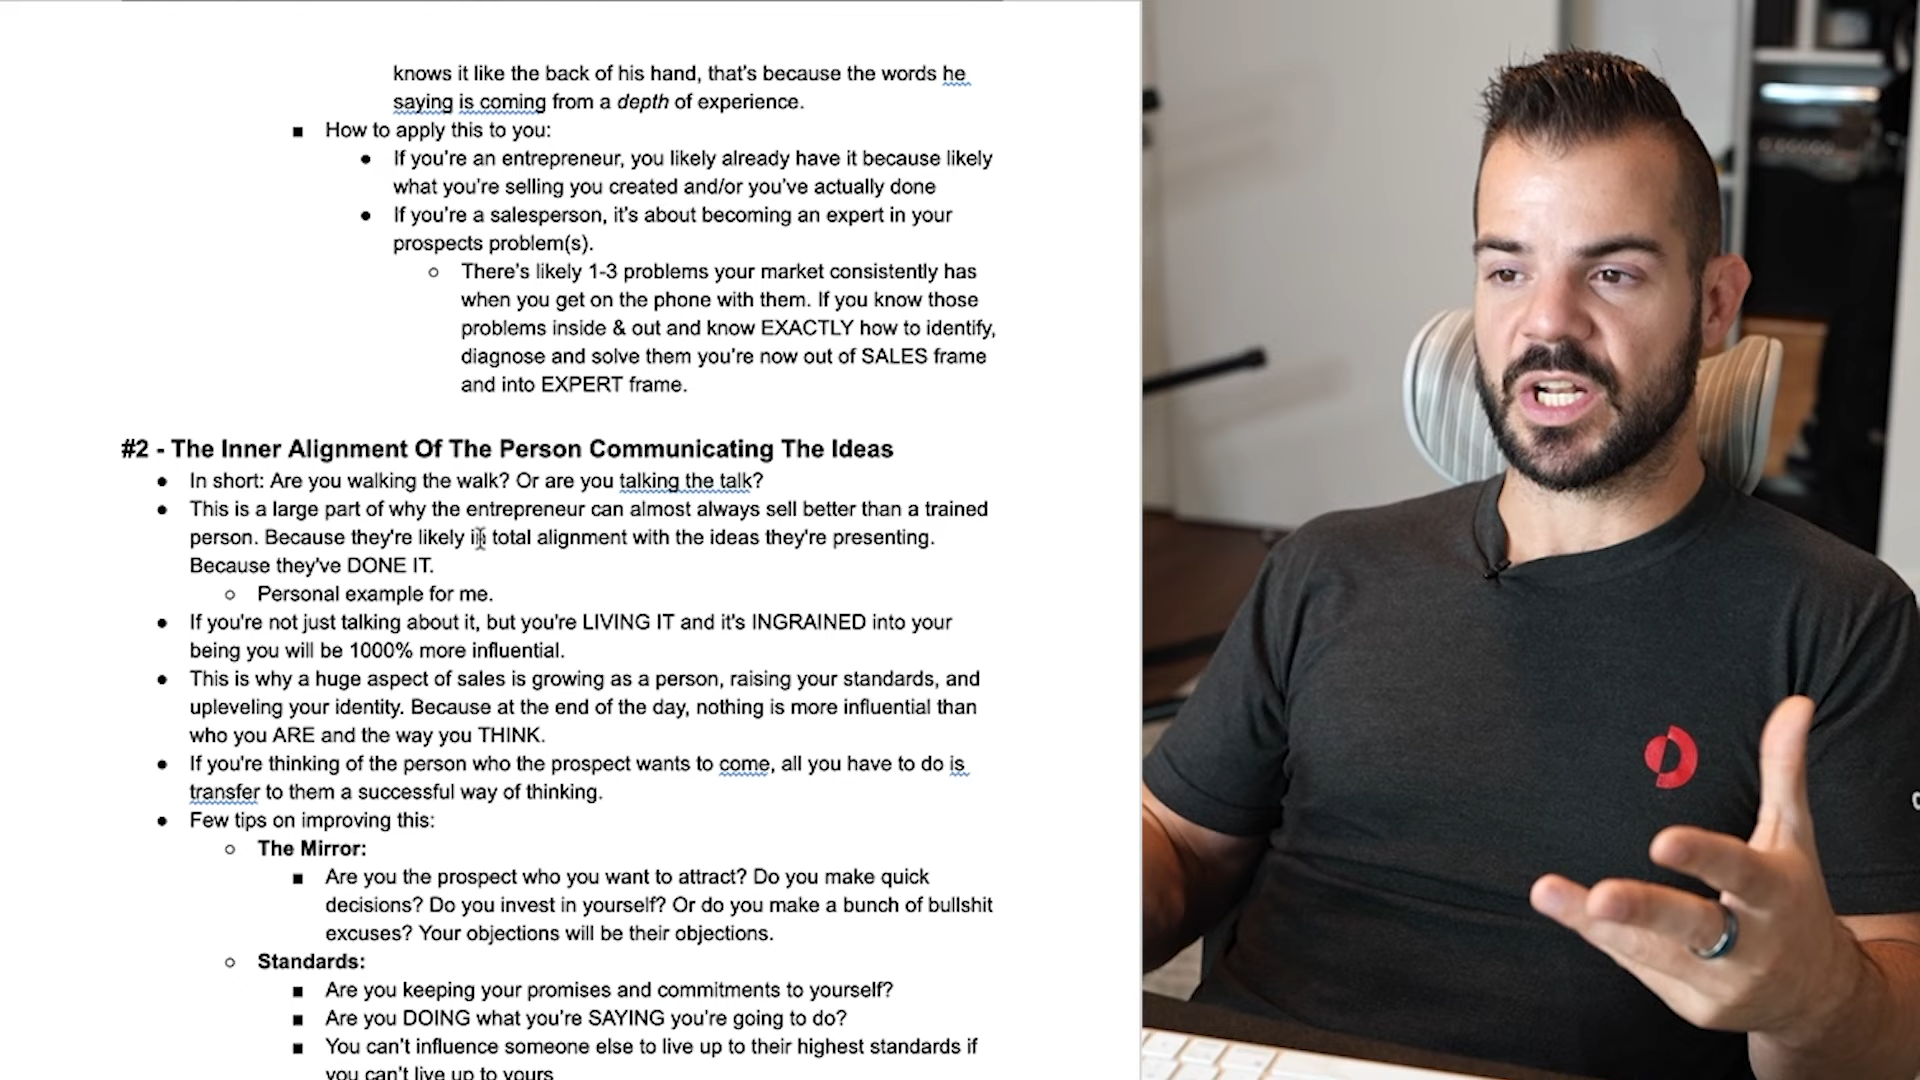 knows it like the back of his hand, that's because the words he
saying is coming from a depth of experience.
■ How to apply this to you:
● If you're an entrepreneur, you likely already have it because likely
what you're selling you created and/or you've actually done
● If you're a salesperson, it's about becoming an expert in your
prospects problem(s).
○ There's likely 1-3 problems your market consistently has
when you get on the phone with them. If you know those
problems inside & out and know EXACTLY how to identify,
diagnose and solve them you're now out of SALES frame
and into EXPERT frame.
#2 - The Inner Alignment Of The Person Communicating The Ideas
● In short: Are you walking the walk? Or are you talking the talk?
● This is a large part of why the entrepreneur can almost always sell better than a trained
person. Because they're likely in total alignment with the ideas they're presenting.
Because they've DONE IT.
○ Personal example for me.
● If you're not just talking about it, but you're LIVING IT and it's INGRAINED into your
being you will be 1000% more influential.
● This is why a huge aspect of sales is growing as a person, raising your standards, and
upleveling your identity. Because at the end of the day, nothing is more influential than
who you ARE and the way you THINK.
● If you're thinking of the person who the prospect wants to come, all you have to do is
transfer to them a successful way of thinking.
● Few tips on improving this:
○ The Mirror:
■ Are you the prospect who you want to attract? Do you make quick
decisions? Do you invest in yourself? Or do you make a bunch of bullshit
excuses? Your objections will be their objections.
○ Standards:
■ Are you keeping your promises and commitments to yourself?
■ Are you DOING what you're SAYING you're going to do?
■ You can't influence someone else to live up to their highest standards if
you can't live up to yours